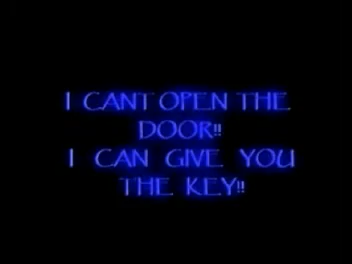 I CANT OPEN THE
DOOR!!
I CAN GIVE YOU
THE KEY!!